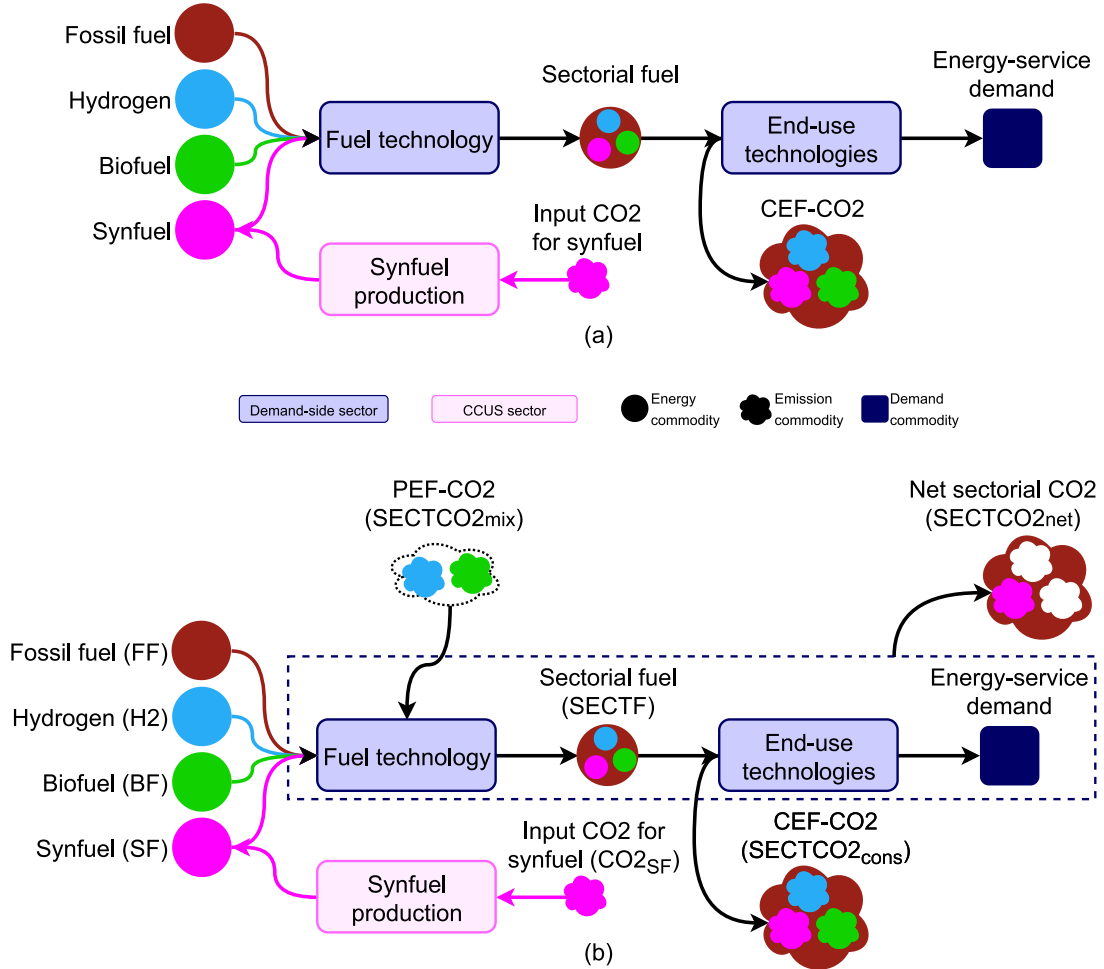 Fossil fuel
Hydrogen
Biofuel
Synfuel
Fuel technology
Sectorial fuel
End-use
technologies
Energy-service
demand
Synfuel
production
Input CO2
for synfuel
CEF-CO2
(a)
Demand-side sector
CCUS sector
Energy
commodity
Emission
commodity
Demand
commodity
PEF-CO2
(SECTCO2mix)
Net sectorial CO2
(SECTCO2net)
Fossil fuel (FF)
Hydrogen (H2)
Biofuel (BF)
Synfuel (SF)
Fuel technology
Sectorial fuel
(SECTF)
End-use
technologies
Energy-service
demand
Synfuel
production
Input CO2 for
synfuel (CO2SF)
CEF-CO2
(SECTCO2cons)
(b)